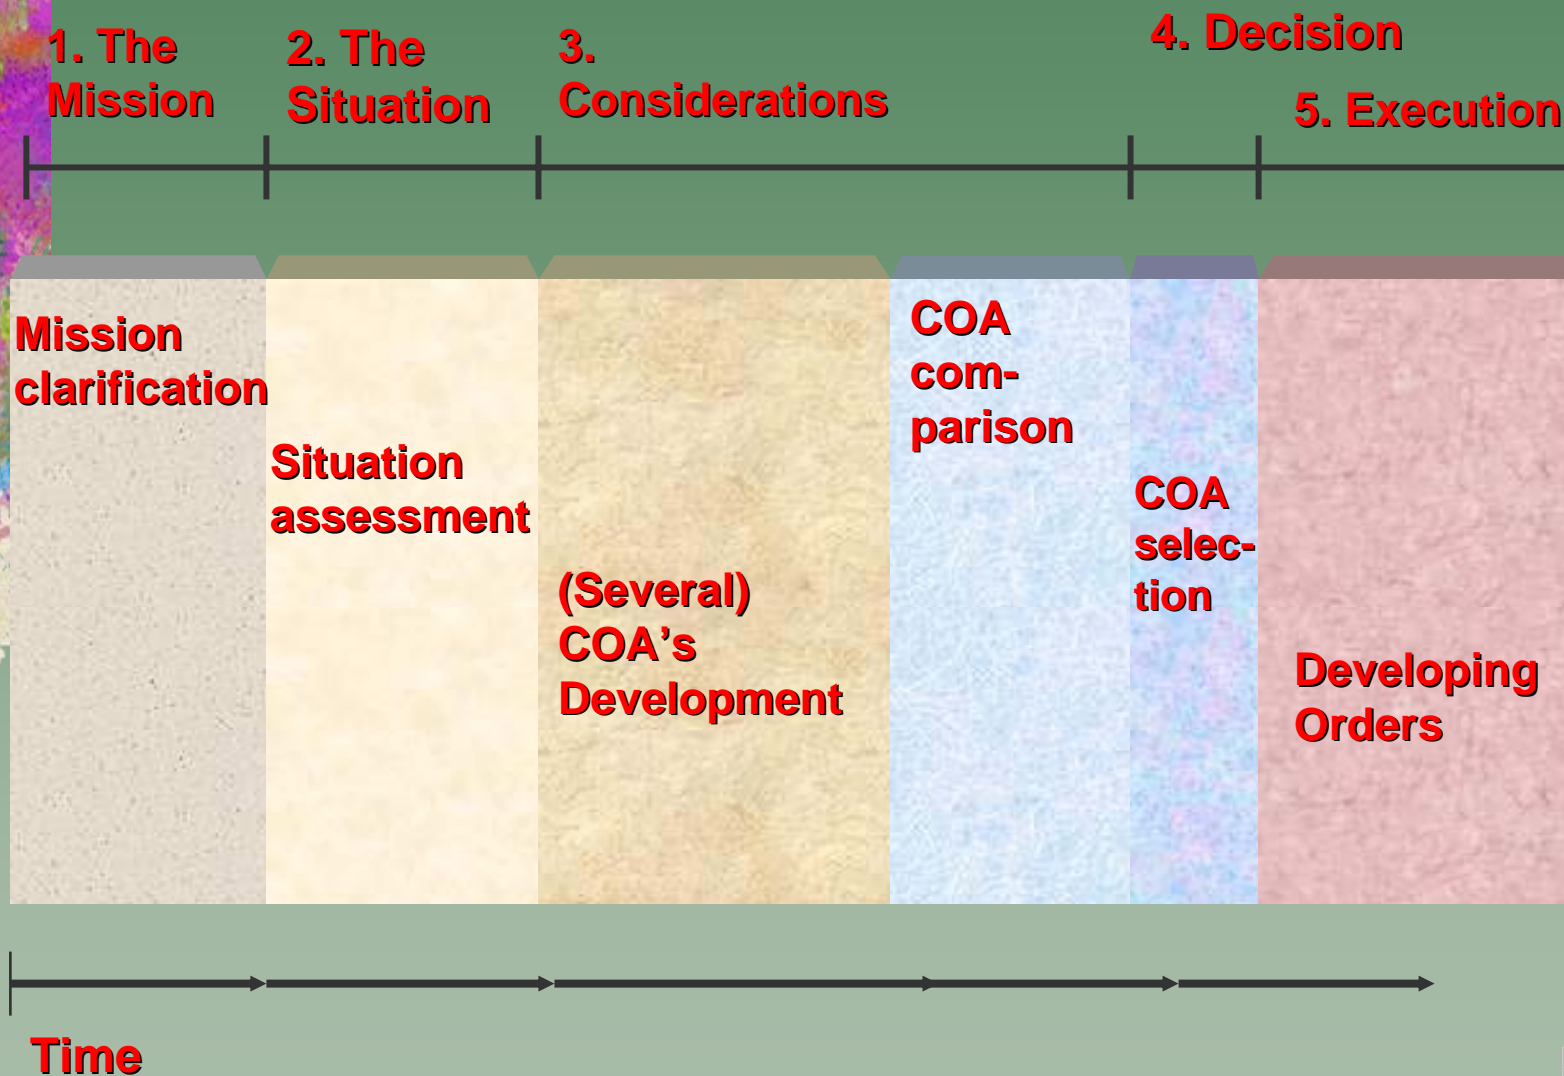 1. The
Mission
2. The
Situation
3.
Considerations
4. Decision
5. Execution
Mission
clarification
Situation
assessment
(Several)
COA’s
Development
COA
com-
parison
COA
selec-
tion
Developing
Orders
Time